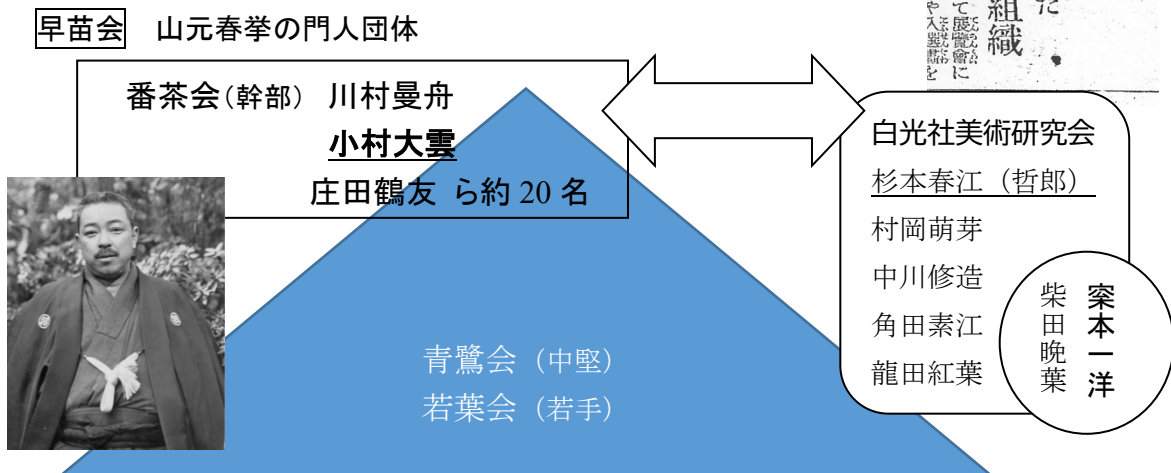 早苗会 山元春挙の門人団体
番茶会(幹部) 川村曼舟
小村大雲
庄田鶴友 ら約 20 名
青鷺会（中堅）
若葉会（若手）
組織
白光社美術研究会
杉本春江（哲郎）
村岡萌芽
中川修造
角田素江
龍田紅葉
穼本一洋
柴田晩葉